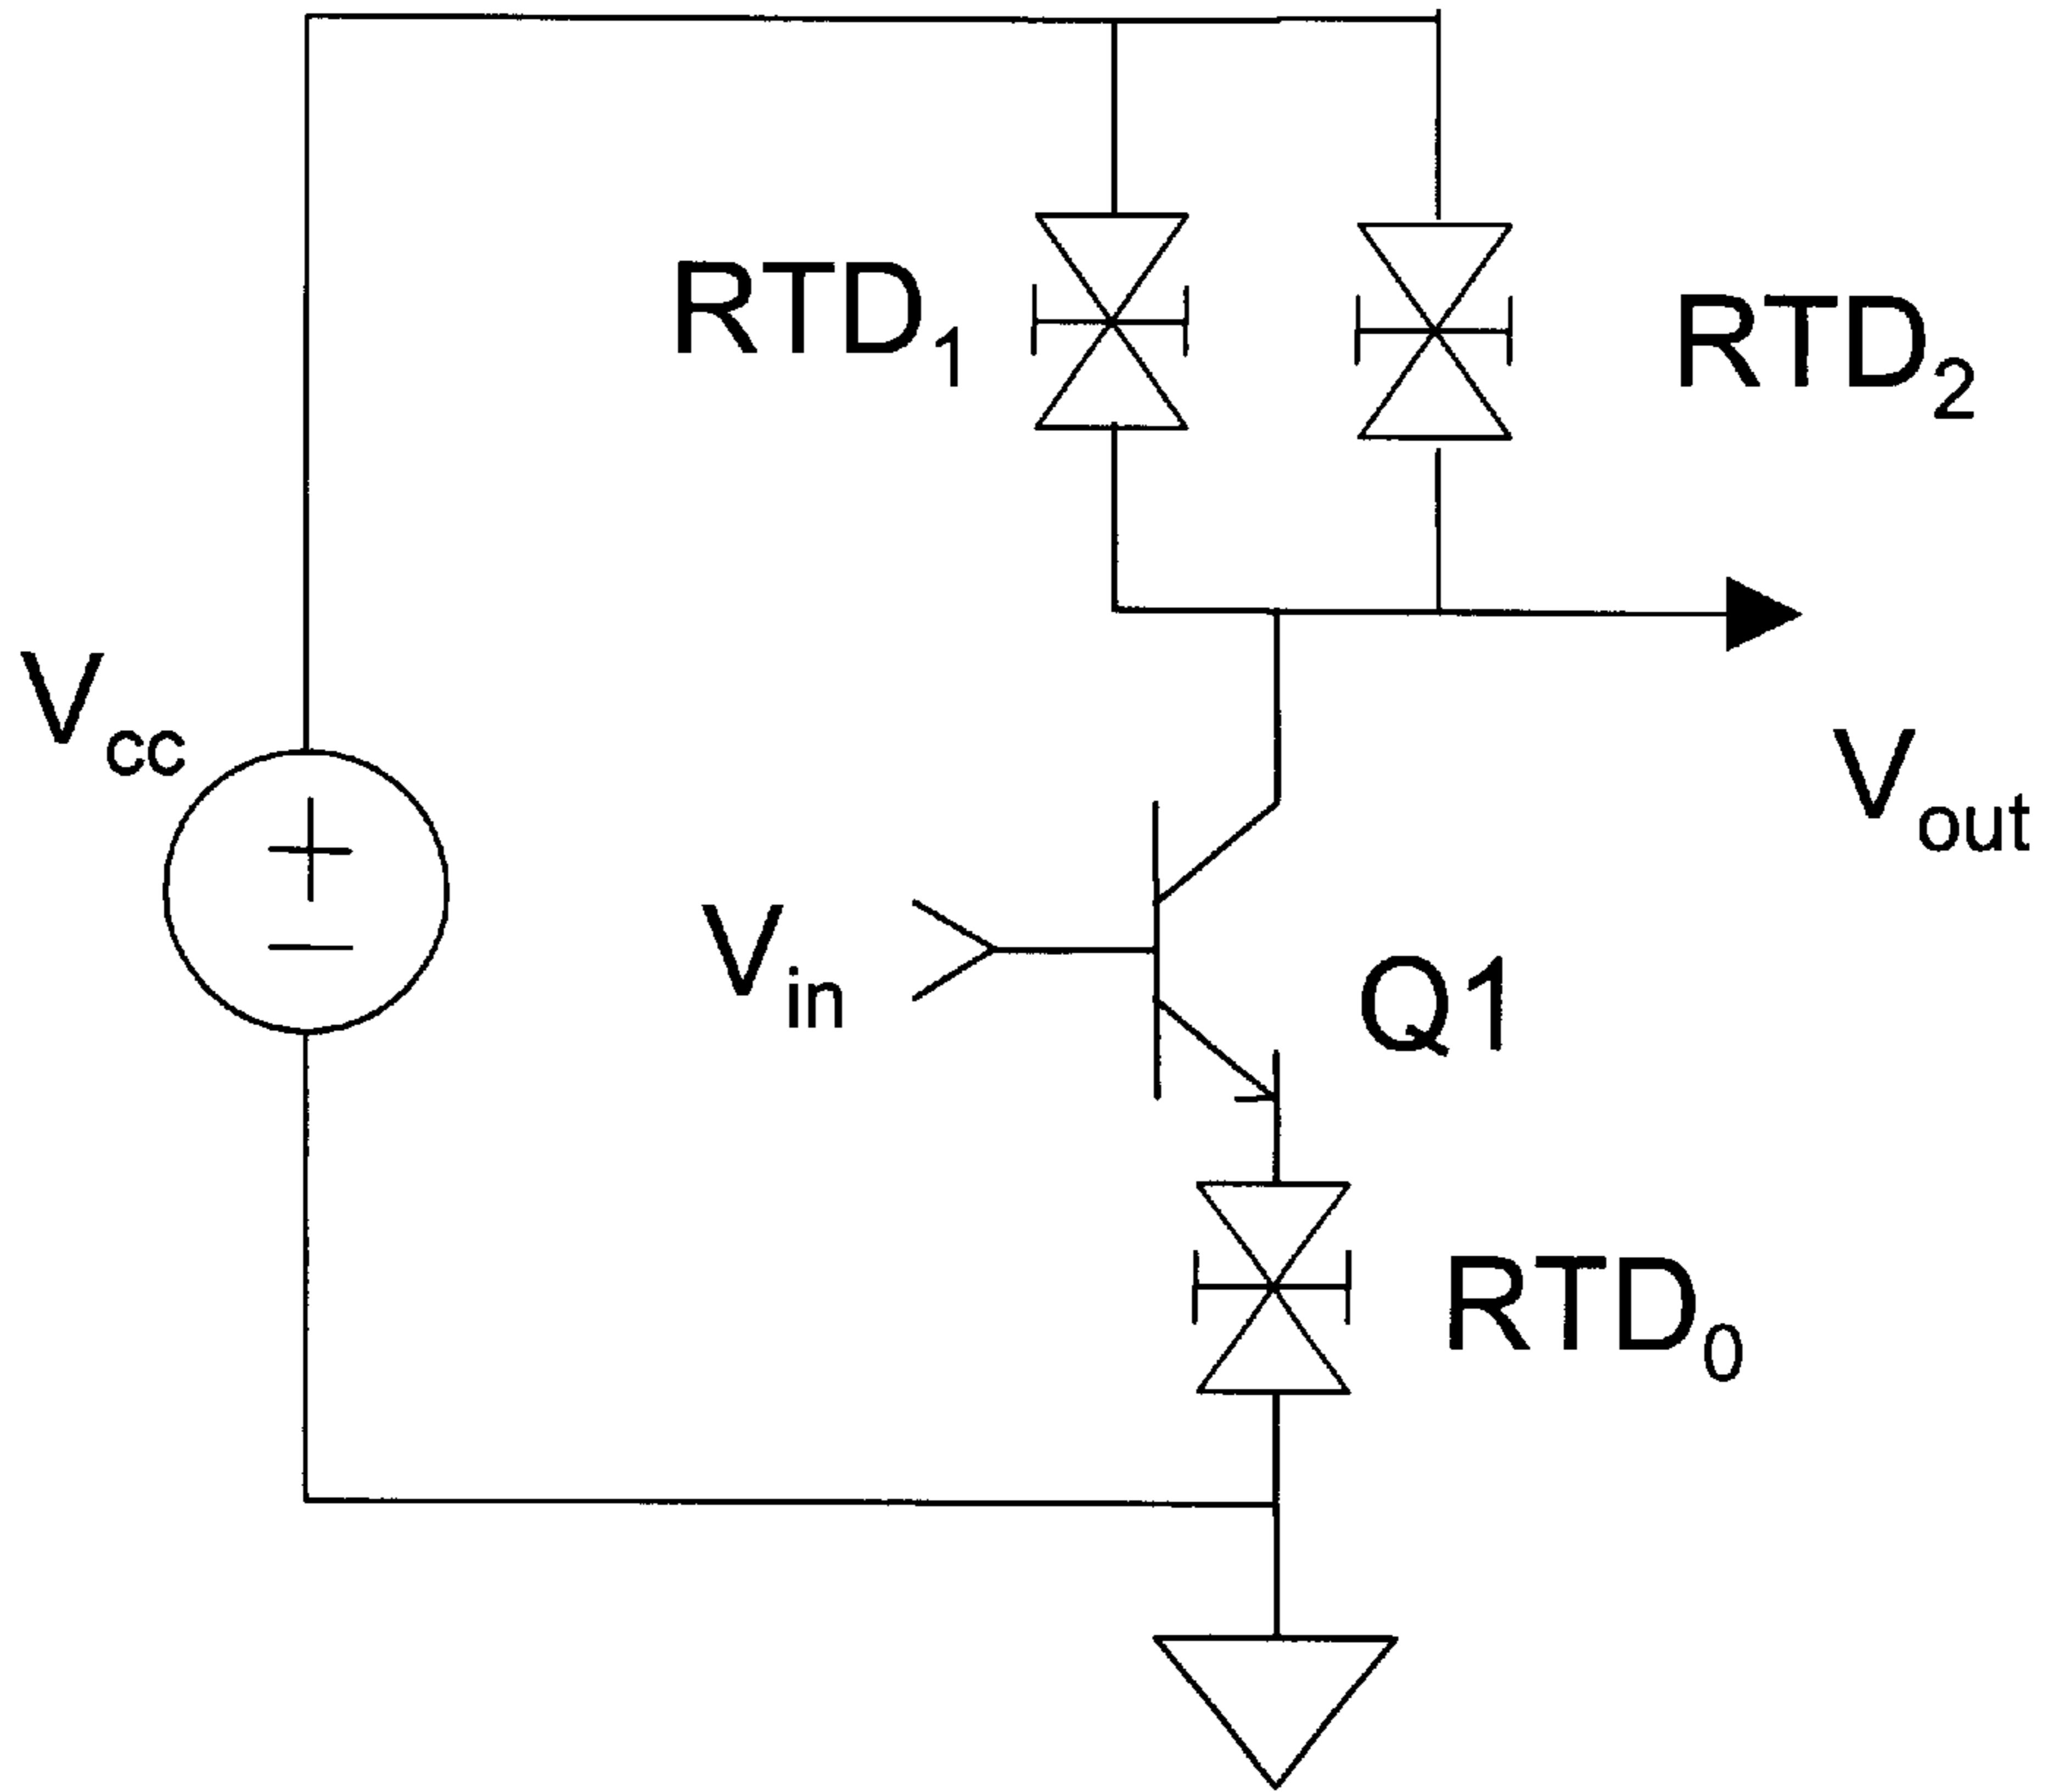 RTD₁
RTD₂
Vcc
+
−
Vout
Vin
Q1
RTD₀